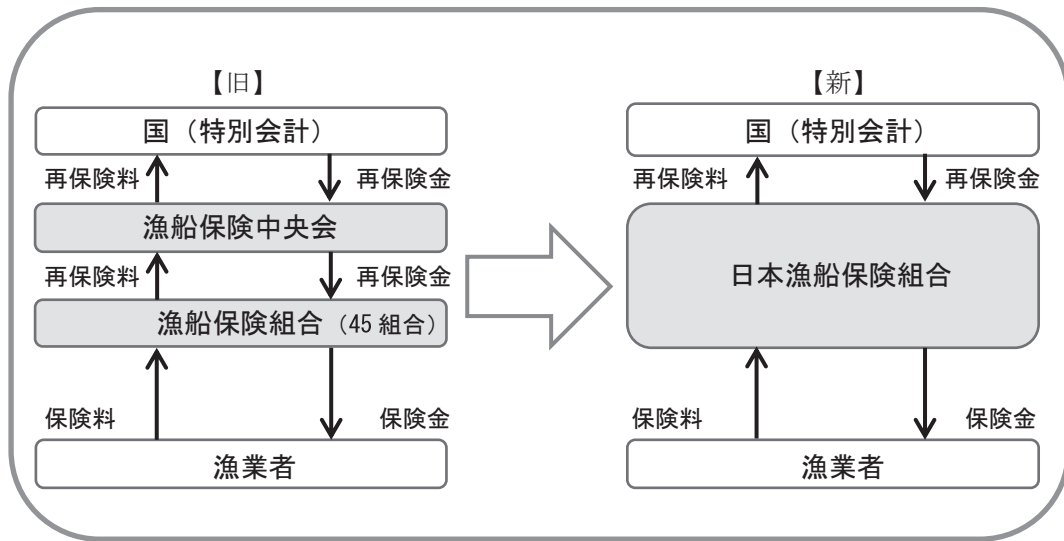 【旧】
国（特別会計）
再保険料
再保険金
漁船保険中央会
再保険料
再保険金
漁船保険組合（45組合）
保険料
保険金
漁業者
【新】
国（特別会計）
再保険料
再保険金
日本漁船保険組合
保険料
保険金
漁業者